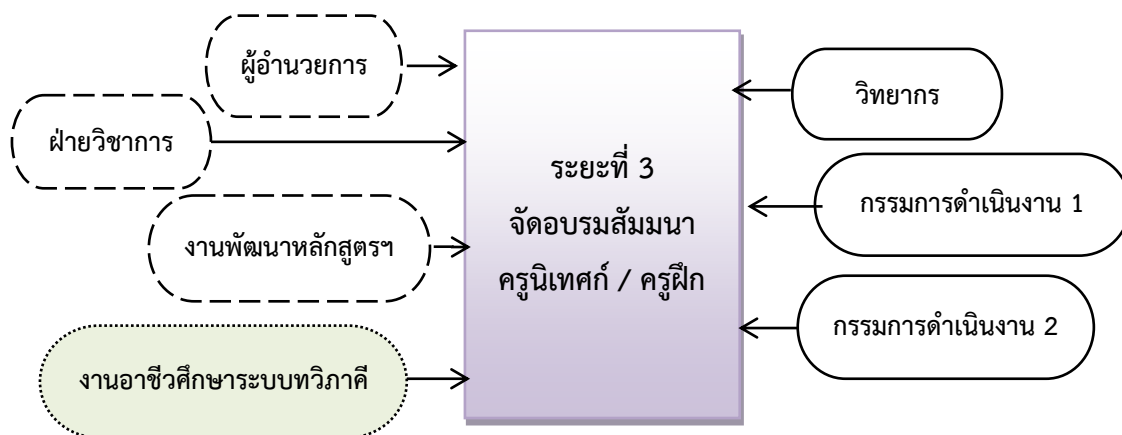 ผู้อำนวยการ
ฝ่ายวิชาการ
งานพัฒนาหลักสูตรฯ
งานอาชีวศึกษาระบบทวิภาคี
ระยะที่ 3
จัดอบรมสัมมนา
ครูนิเทศก์ / ครูฝึก
วิทยากร
กรรมการดำเนินงาน 1
กรรมการดำเนินงาน 2